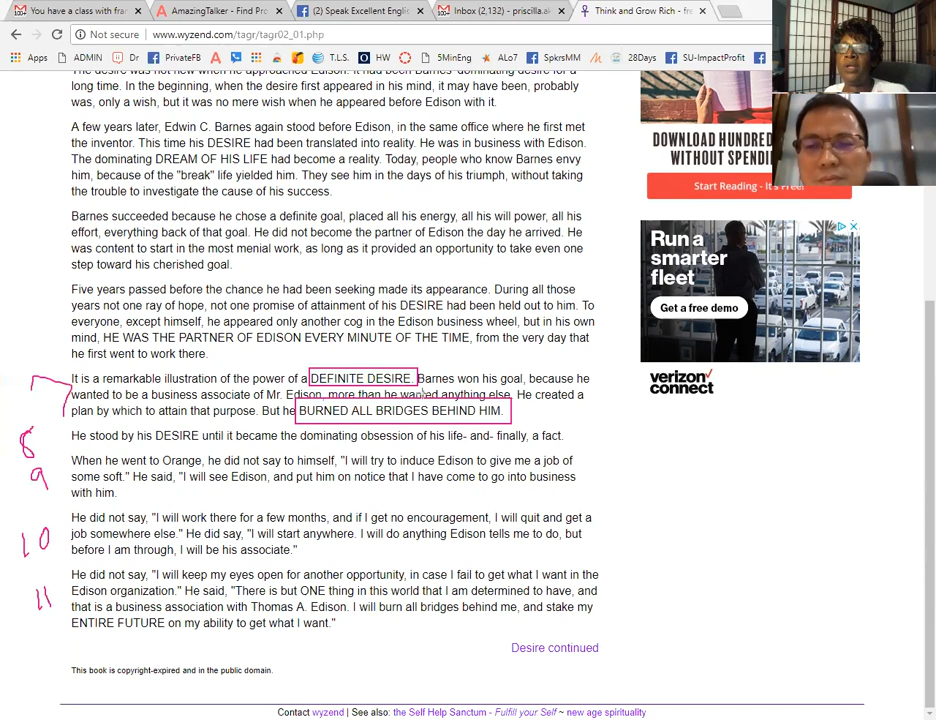 You have a class with fran
AmazingTalker - Find Pro
(2) Speak Excellent Englis
Inbox (2,132) - priscilla.ak
Think and Grow Rich - fre
Not secure | www.wyzend.com/tagr/tagr02_01.php
Apps ADMIN Dr PrivateFB T.L.S. HW 5MinEng ALo7 SpkrsMM 28Days SU-ImpactProfit
The desire was not new when he approached Edison. It had been Barnes' dominating desire for a
long time. In the beginning, when the desire first appeared in his mind, it may have been, probably
was, only a wish, but it was no mere wish when he appeared before Edison with it.
A few years later, Edwin C. Barnes again stood before Edison, in the same office where he first met
the inventor. This time his DESIRE had been translated into reality. He was in business with Edison.
The dominating DREAM OF HIS LIFE had become a reality. Today, people who know Barnes envy
him, because of the "break" life yielded him. They see him in the days of his triumph, without taking
the trouble to investigate the cause of his success.
Barnes succeeded because he chose a definite goal, placed all his energy, all his will power, all his
effort, everything back of that goal. He did not become the partner of Edison the day he arrived. He
was content to start in the most menial work, as long as it provided an opportunity to take even one
step toward his cherished goal.
Five years passed before the chance he had been seeking made its appearance. During all those
years not one ray of hope, not one promise of attainment of his DESIRE had been held out to him. To
everyone, except himself, he appeared only another cog in the Edison business wheel, but in his own
mind, HE WAS THE PARTNER OF EDISON EVERY MINUTE OF THE TIME, from the very day that
he first went to work there.
7
It is a remarkable illustration of the power of a DEFINITE DESIRE. Barnes won his goal, because he
wanted to be a business associate of Mr. Edison, more than he wanted anything else. He created a
plan by which to attain that purpose. But he BURNED ALL BRIDGES BEHIND HIM.
8
He stood by his DESIRE until it became the dominating obsession of his life- and- finally, a fact.
9
When he went to Orange, he did not say to himself, "I will try to induce Edison to give me a job of
some soft." He said, "I will see Edison, and put him on notice that I have come to go into business
with him.
10
He did not say, "I will work there for a few months, and if I get no encouragement, I will quit and get a
job somewhere else." He did say, "I will start anywhere. I will do anything Edison tells me to do, but
before I am through, I will be his associate."
11
He did not say, "I will keep my eyes open for another opportunity, in case I fail to get what I want in the
Edison organization." He said, "There is but ONE thing in this world that I am determined to have, and
that is a business association with Thomas A. Edison. I will burn all bridges behind me, and stake my
ENTIRE FUTURE on my ability to get what I want."
Desire continued
This book is copyright-expired and in the public domain.
Contact wyzend | See also: the Self Help Sanctum - Fulfill your Self ~ new age spirituality
DOWNLOAD HUNDRED
WITHOUT SPENDI
Start Reading - It's Free!
Run a
smarter
fleet
Get a free demo
verizon
connect